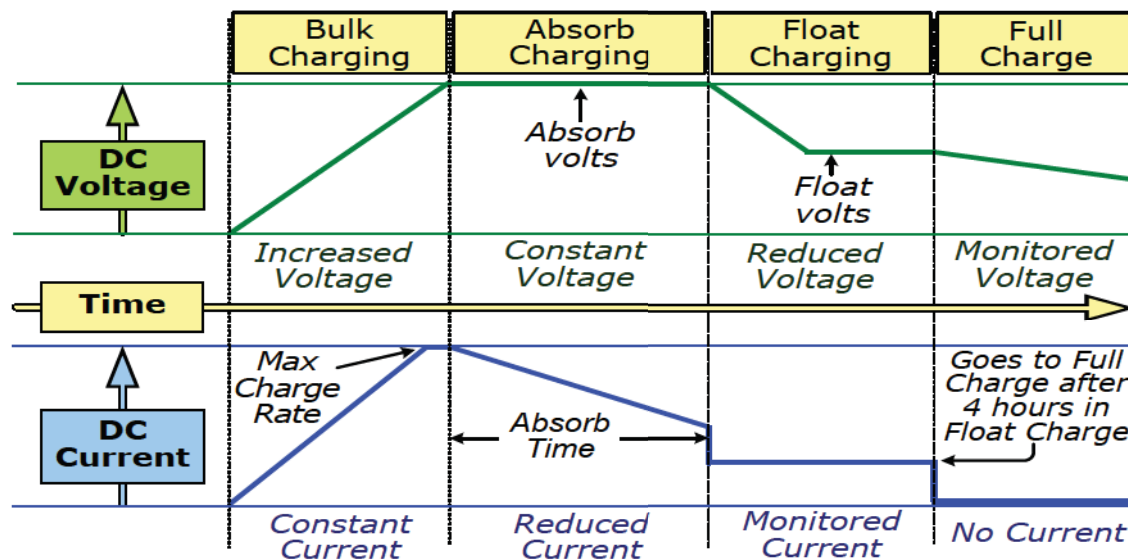 Bulk
Charging
Absorb
Charging
Float
Charging
Full
Charge
DC
Voltage
Absorb
volts
Float
volts
Increased
Voltage
Constant
Voltage
Reduced
Voltage
Monitored
Voltage
Time
Max
Charge
Rate
Goes to Full
Charge after
4 hours in
Float Charge
DC
Current
Absorb
Time
Constant
Current
Reduced
Current
Monitored
Current
No Current